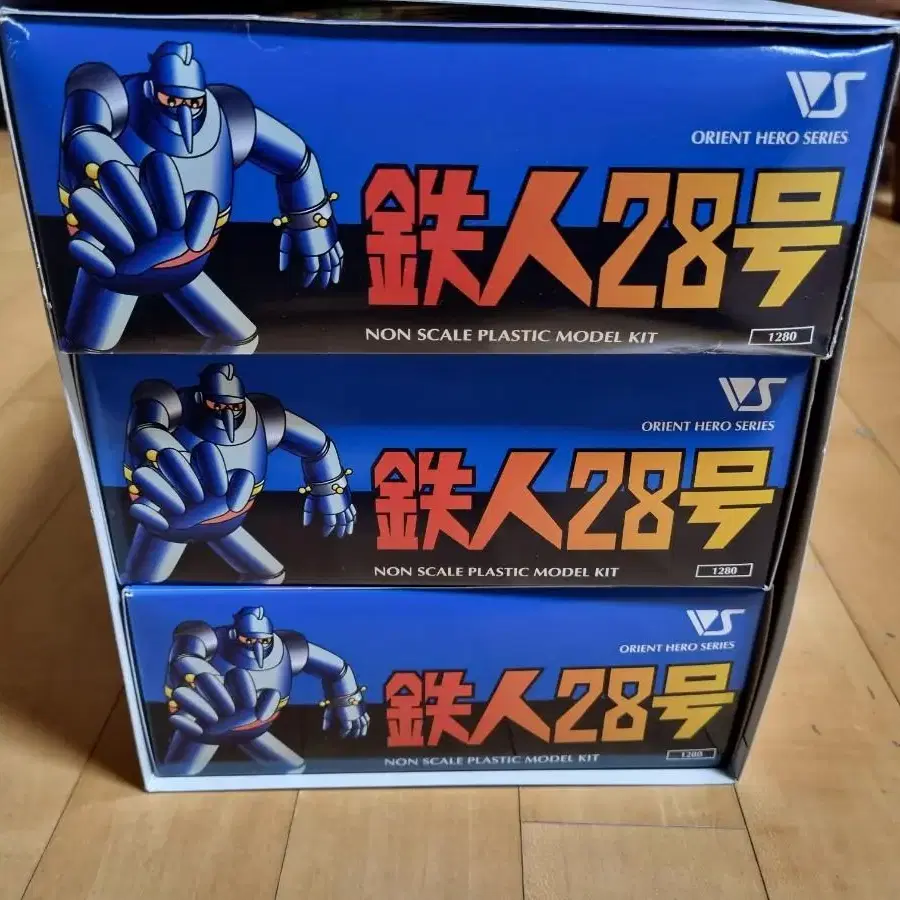 VS
ORIENT HERO SERIES
鉄人28号
NON SCALE PLASTIC MODEL KIT
1280
VS
ORIENT HERO SERIES
鉄人28号
NON SCALE PLASTIC MODEL KIT
1280
VS
ORIENT HERO SERIES
鉄人28号
NON SCALE PLASTIC MODEL KIT
1280